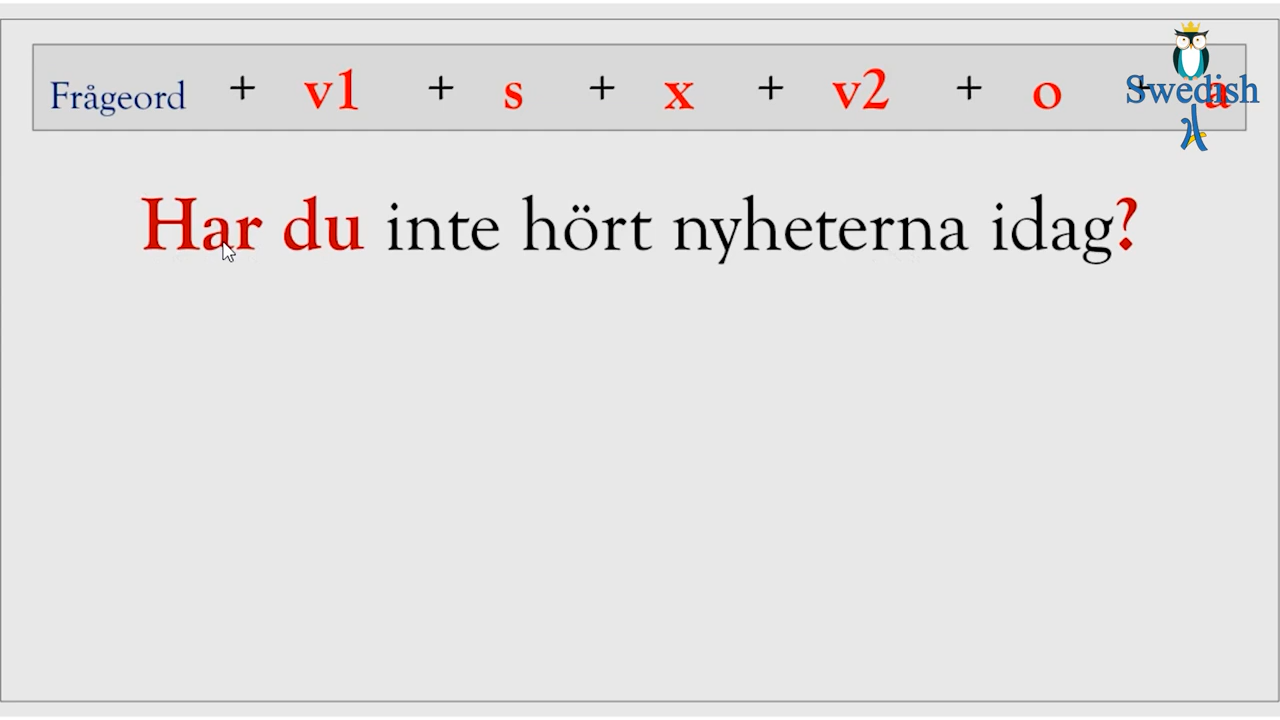 Frågeord + v1 + s + x + v2 + o + a
Swedish
Har du inte hört nyheterna idag?